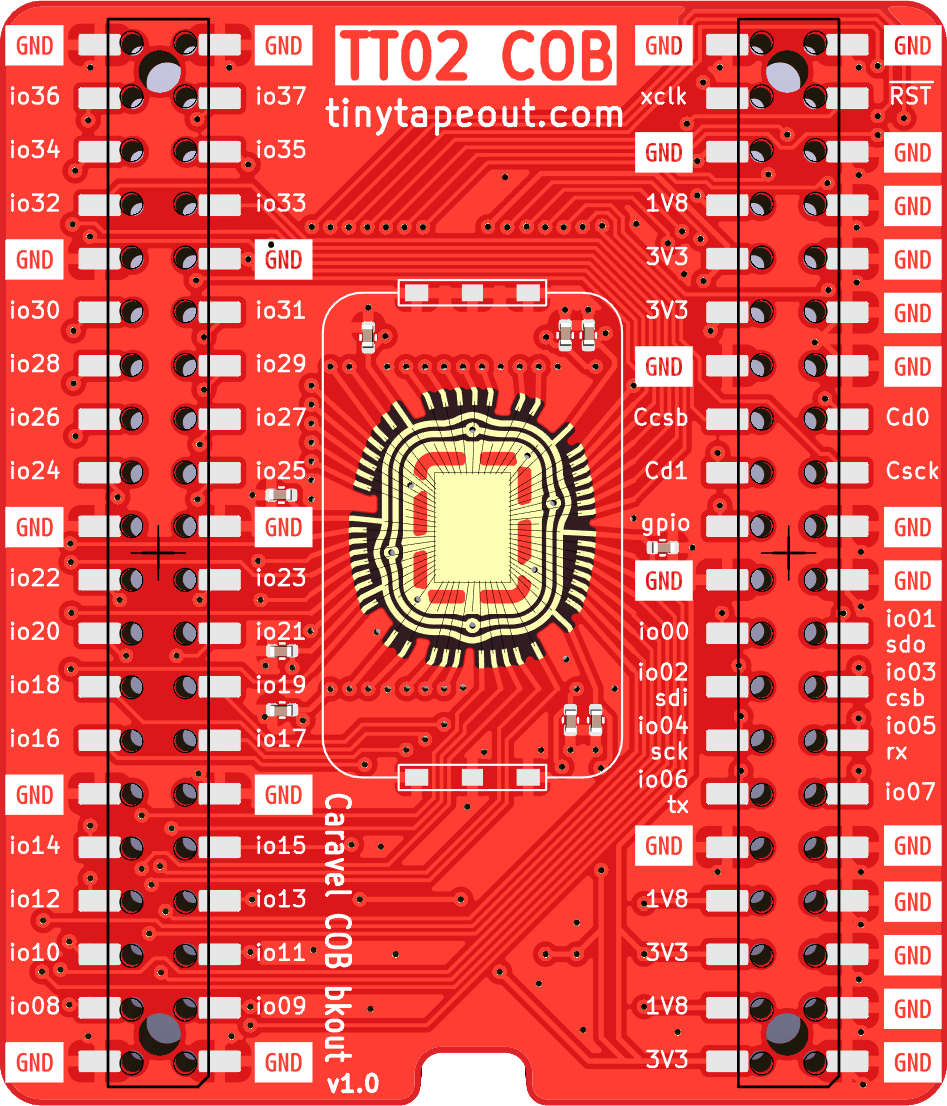 TT02 COB
tinytapeout.com
GND GND GND GND
io36 io37 xclk RST
io34 io35 GND GND
io32 io33 1V8 GND
GND GND 3V3 GND
io30 io31 3V3 GND
io28 io29 GND GND
io26 io27 Ccsb Cd0
io24 io25 Cd1 Csck
GND GND gpio GND
io22 io23 GND GND
io20 io21 io00 io01
sdo
io18 io19 io02 io03
sdi csb
io16 io17 io04 io05
sck rx
GND GND io06 io07
tx
io14 io15 GND GND
io12 io13 1V8 GND
io10 io11 3V3 GND
io08 io09 1V8 GND
GND GND 3V3 GND
Caravel COB bkout
v1.0